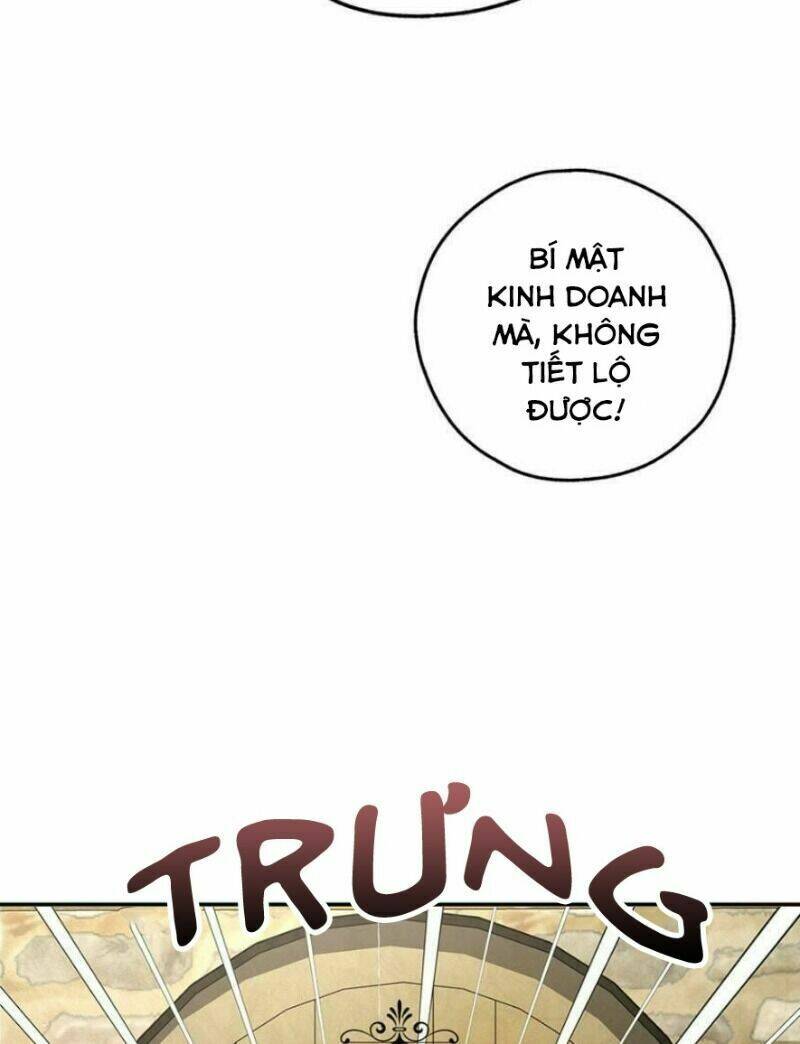 BÍ MẬT
KINH DOANH
MÀ, KHÔNG
TIẾT LỘ
ĐƯỢC!
TRƯNG